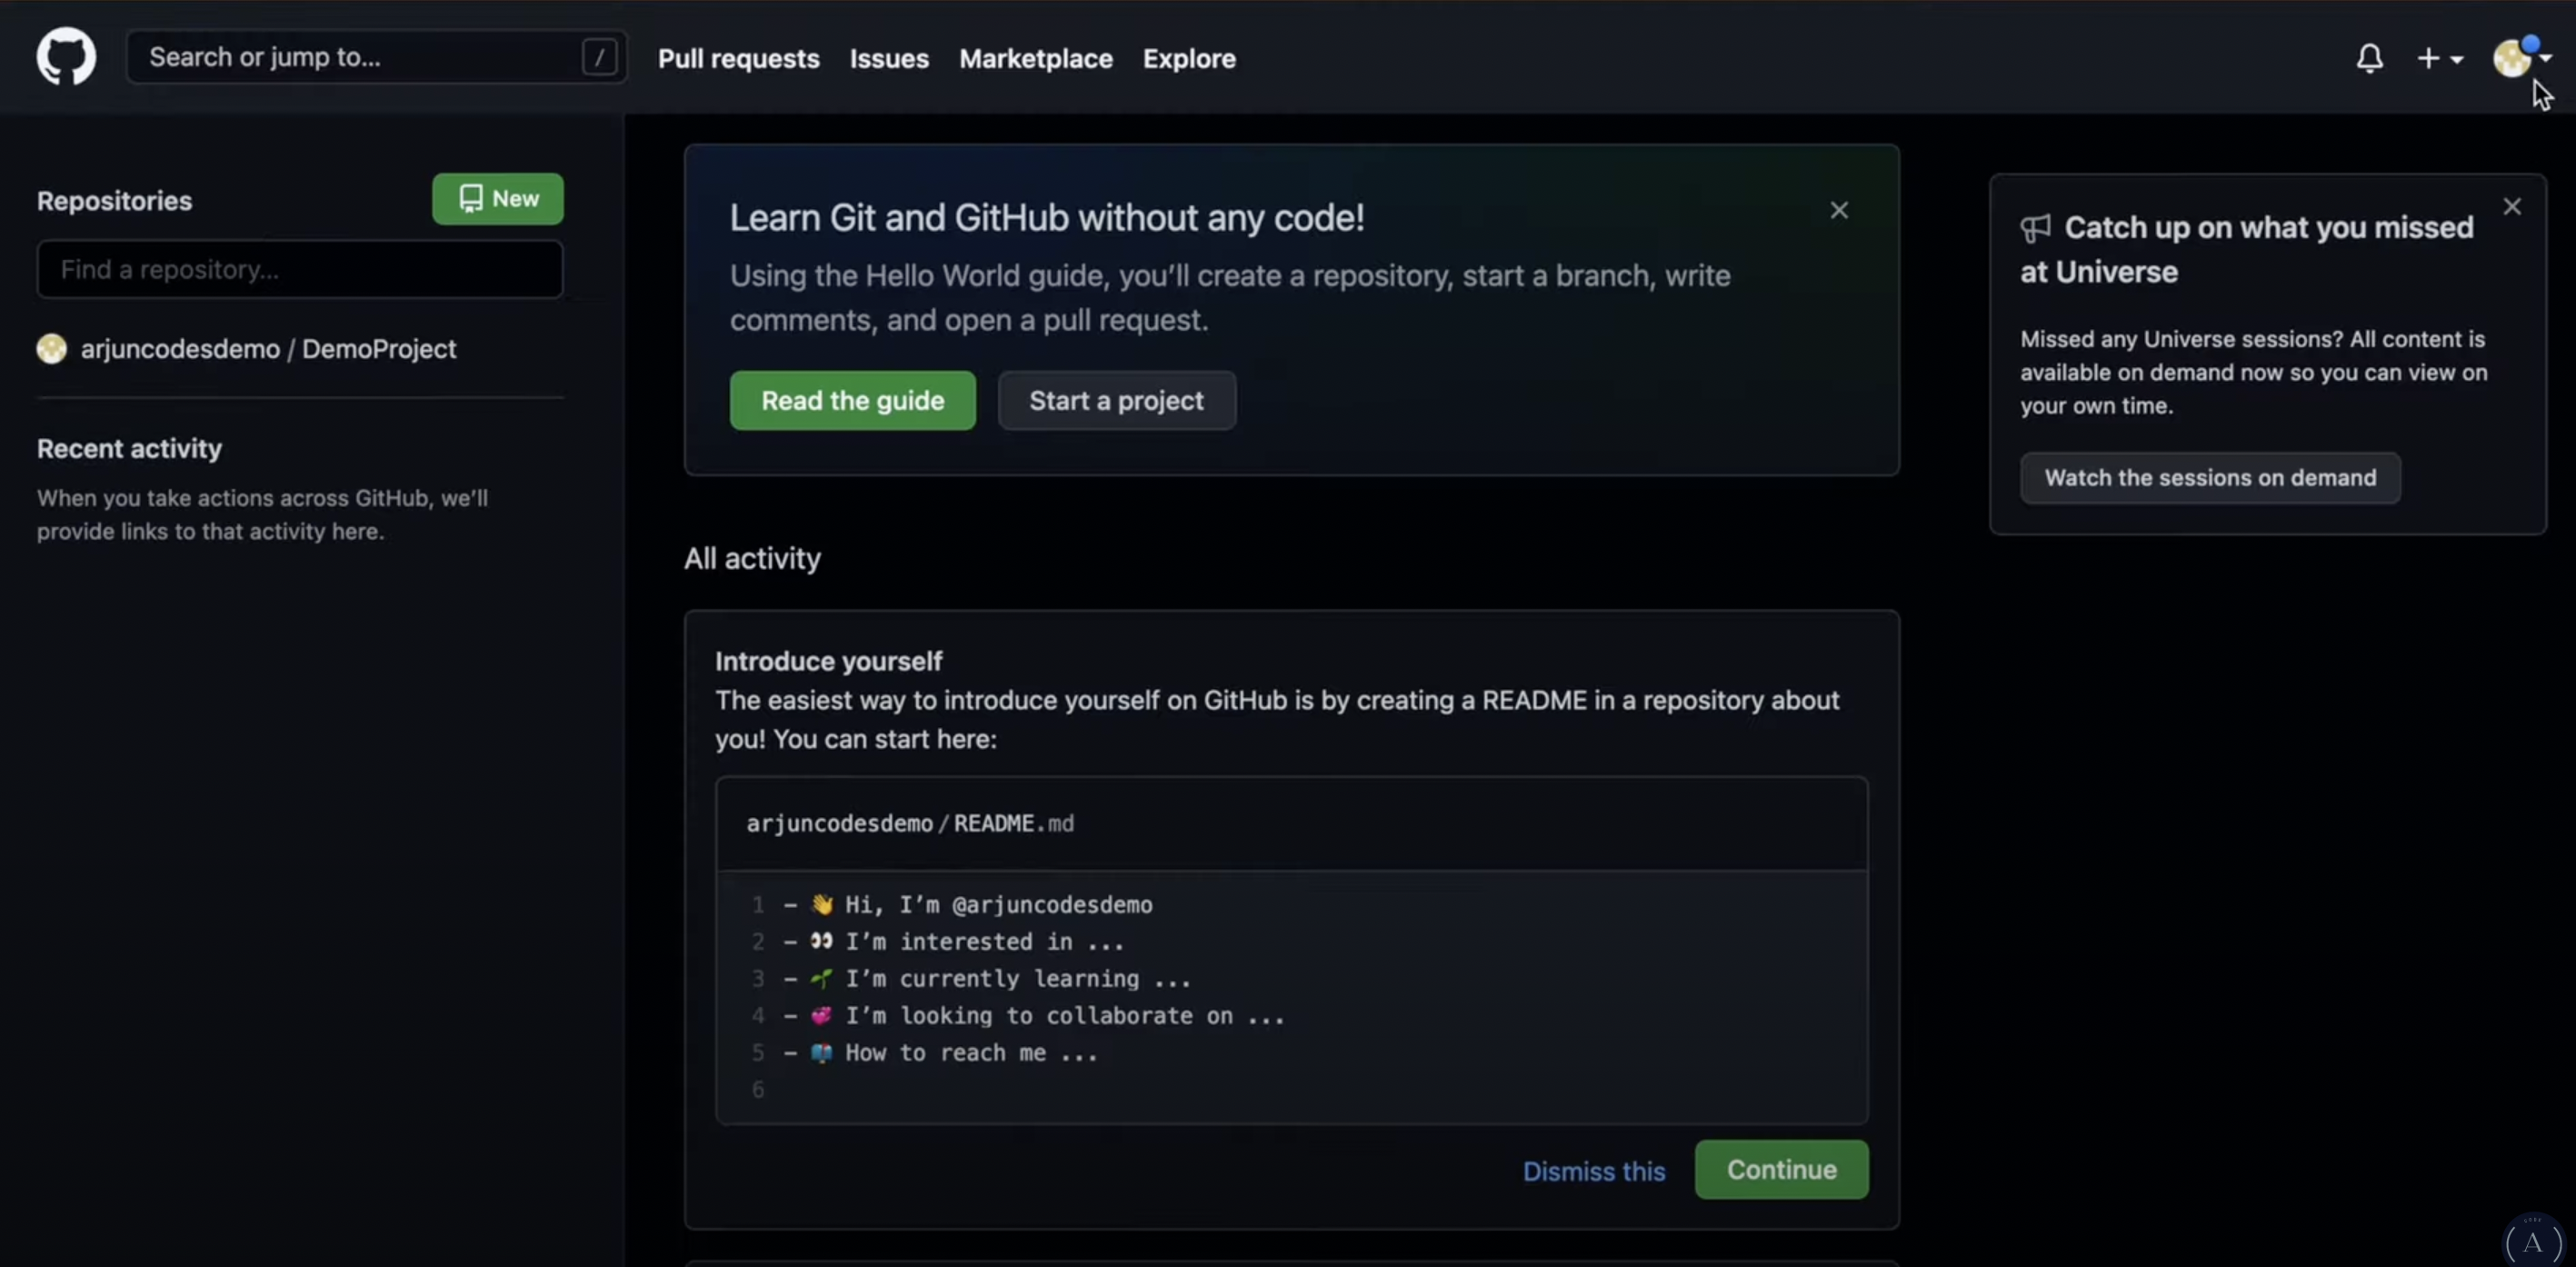 Search or jump to...
/
Pull requests
Issues
Marketplace
Explore
Repositories
New
Find a repository...
arjuncodesdemo / DemoProject
Recent activity
When you take actions across GitHub, we’ll
provide links to that activity here.
Learn Git and GitHub without any code!
Using the Hello World guide, you’ll create a repository, start a branch, write
comments, and open a pull request.
Read the guide
Start a project
All activity
Introduce yourself
The easiest way to introduce yourself on GitHub is by creating a README in a repository about
you! You can start here:
arjuncodesdemo/README.md
1 - 👋 Hi, I’m @arjuncodesdemo
2 - 👀 I’m interested in ...
3 - 🌱 I’m currently learning ...
4 - 💞️ I’m looking to collaborate on ...
5 - 📫 How to reach me ...
6
Dismiss this
Continue
Catch up on what you missed
at Universe
Missed any Universe sessions? All content is
available on demand now so you can view on
your own time.
Watch the sessions on demand
(A)